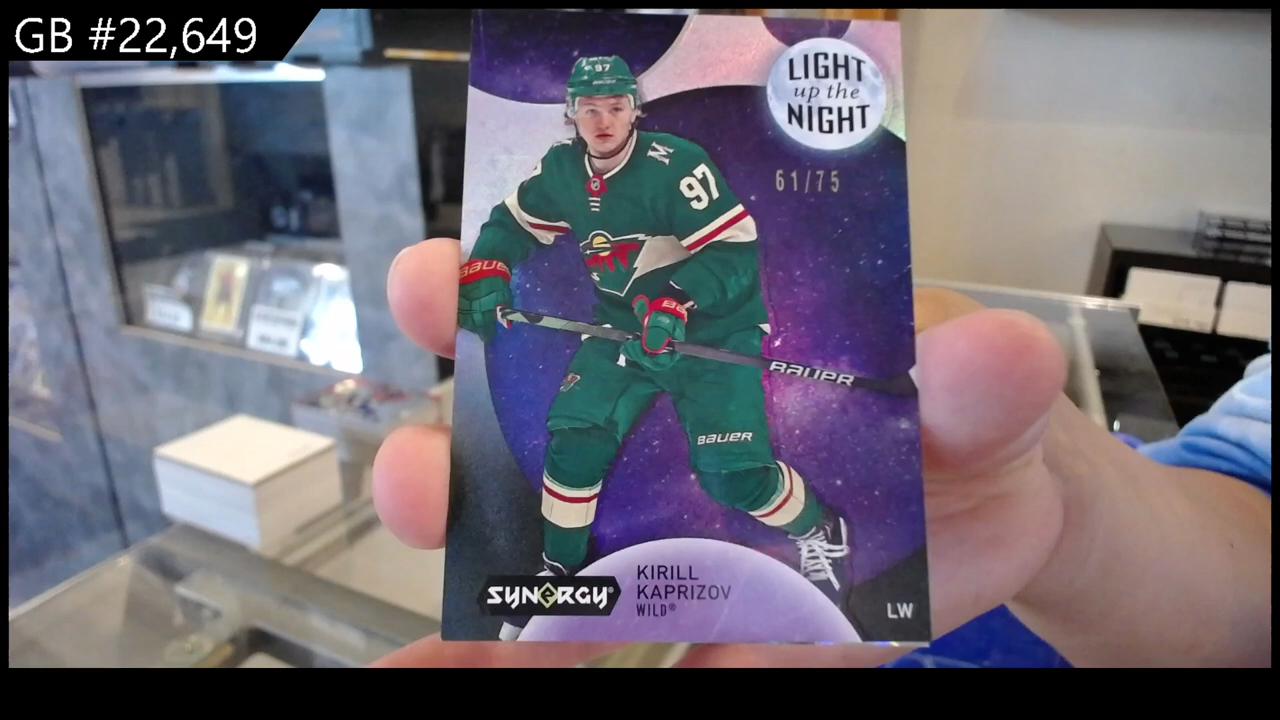 GB #22,649
97
LIGHT
up the
NIGHT
61/75
M
97
BAUER
BAUER
BAUER
SYNERGY®
KIRILL
KAPRIZOV
WILD®
LW